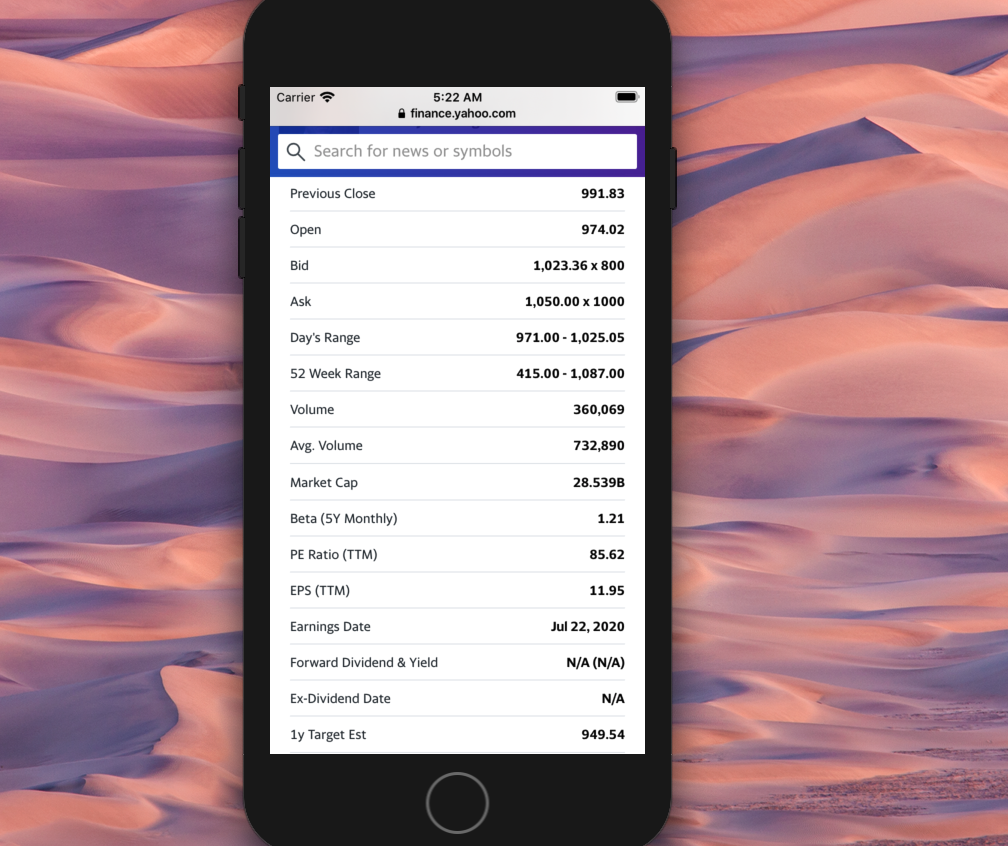 Carrier 5:22 AM
finance.yahoo.com
Search for news or symbols
Previous Close 991.83
Open 974.02
Bid 1,023.36 x 800
Ask 1,050.00 x 1000
Day's Range 971.00 - 1,025.05
52 Week Range 415.00 - 1,087.00
Volume 360,069
Avg. Volume 732,890
Market Cap 28.539B
Beta (5Y Monthly) 1.21
PE Ratio (TTM) 85.62
EPS (TTM) 11.95
Earnings Date Jul 22, 2020
Forward Dividend & Yield N/A (N/A)
Ex-Dividend Date N/A
1y Target Est 949.54